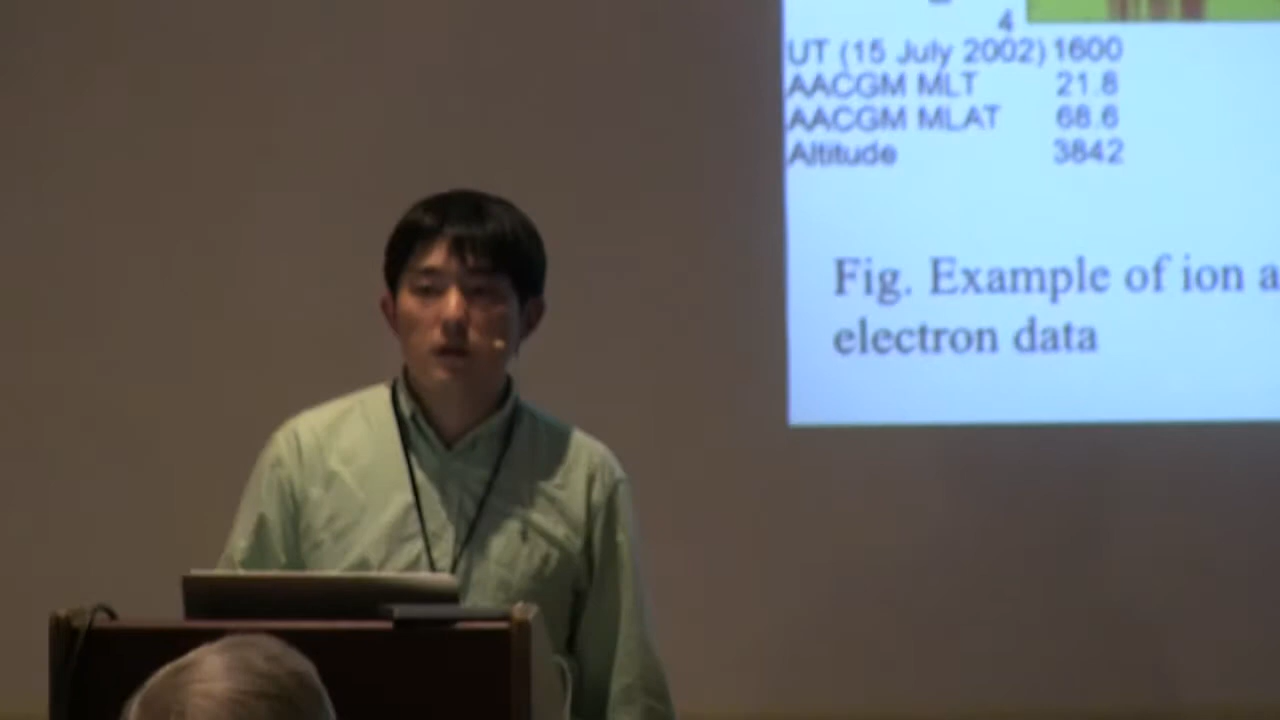 4
UT (15 July 2002) 1600
AACGM MLT 21.8
AACGM MLAT 68.6
Altitude 3842
Fig. Example of ion a
electron data